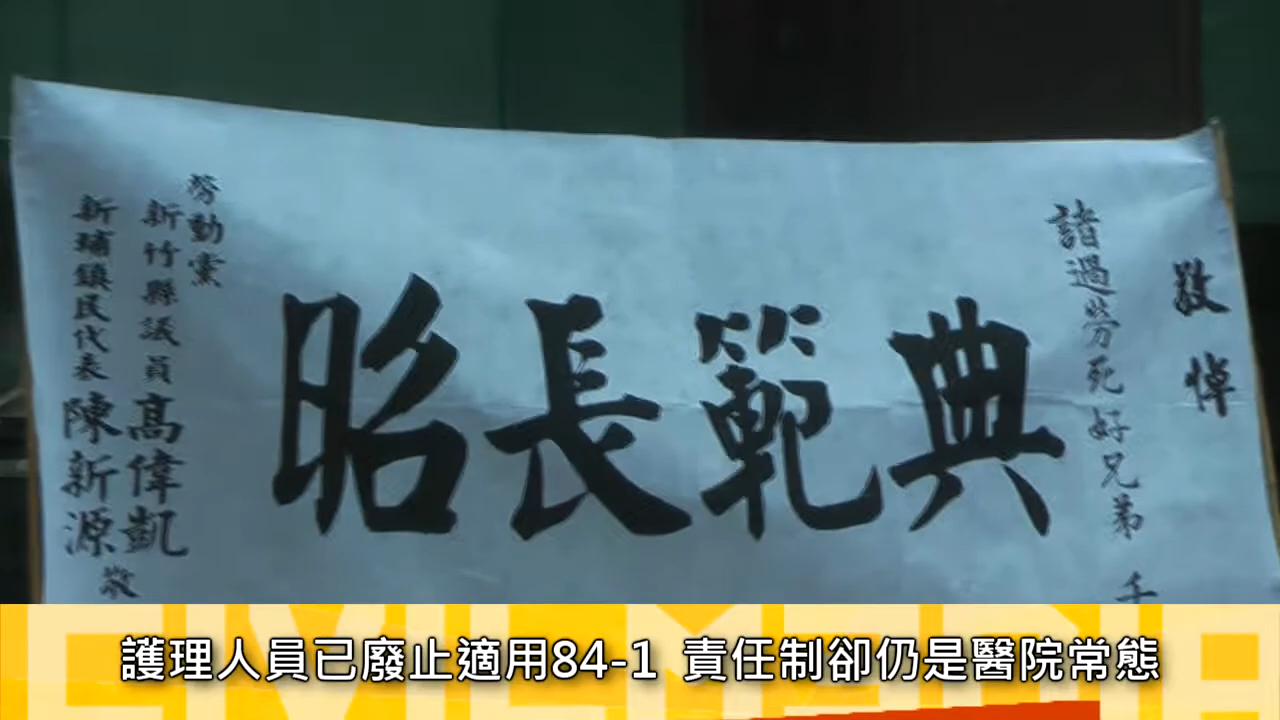 敬悼
諸過勞死好兄弟 千
典範長昭
勞動黨
新竹縣議員 高偉凱
新埔鎮民代表 陳新源 敬
護理人員已廢止適用84-1 責任制卻仍是醫院常態